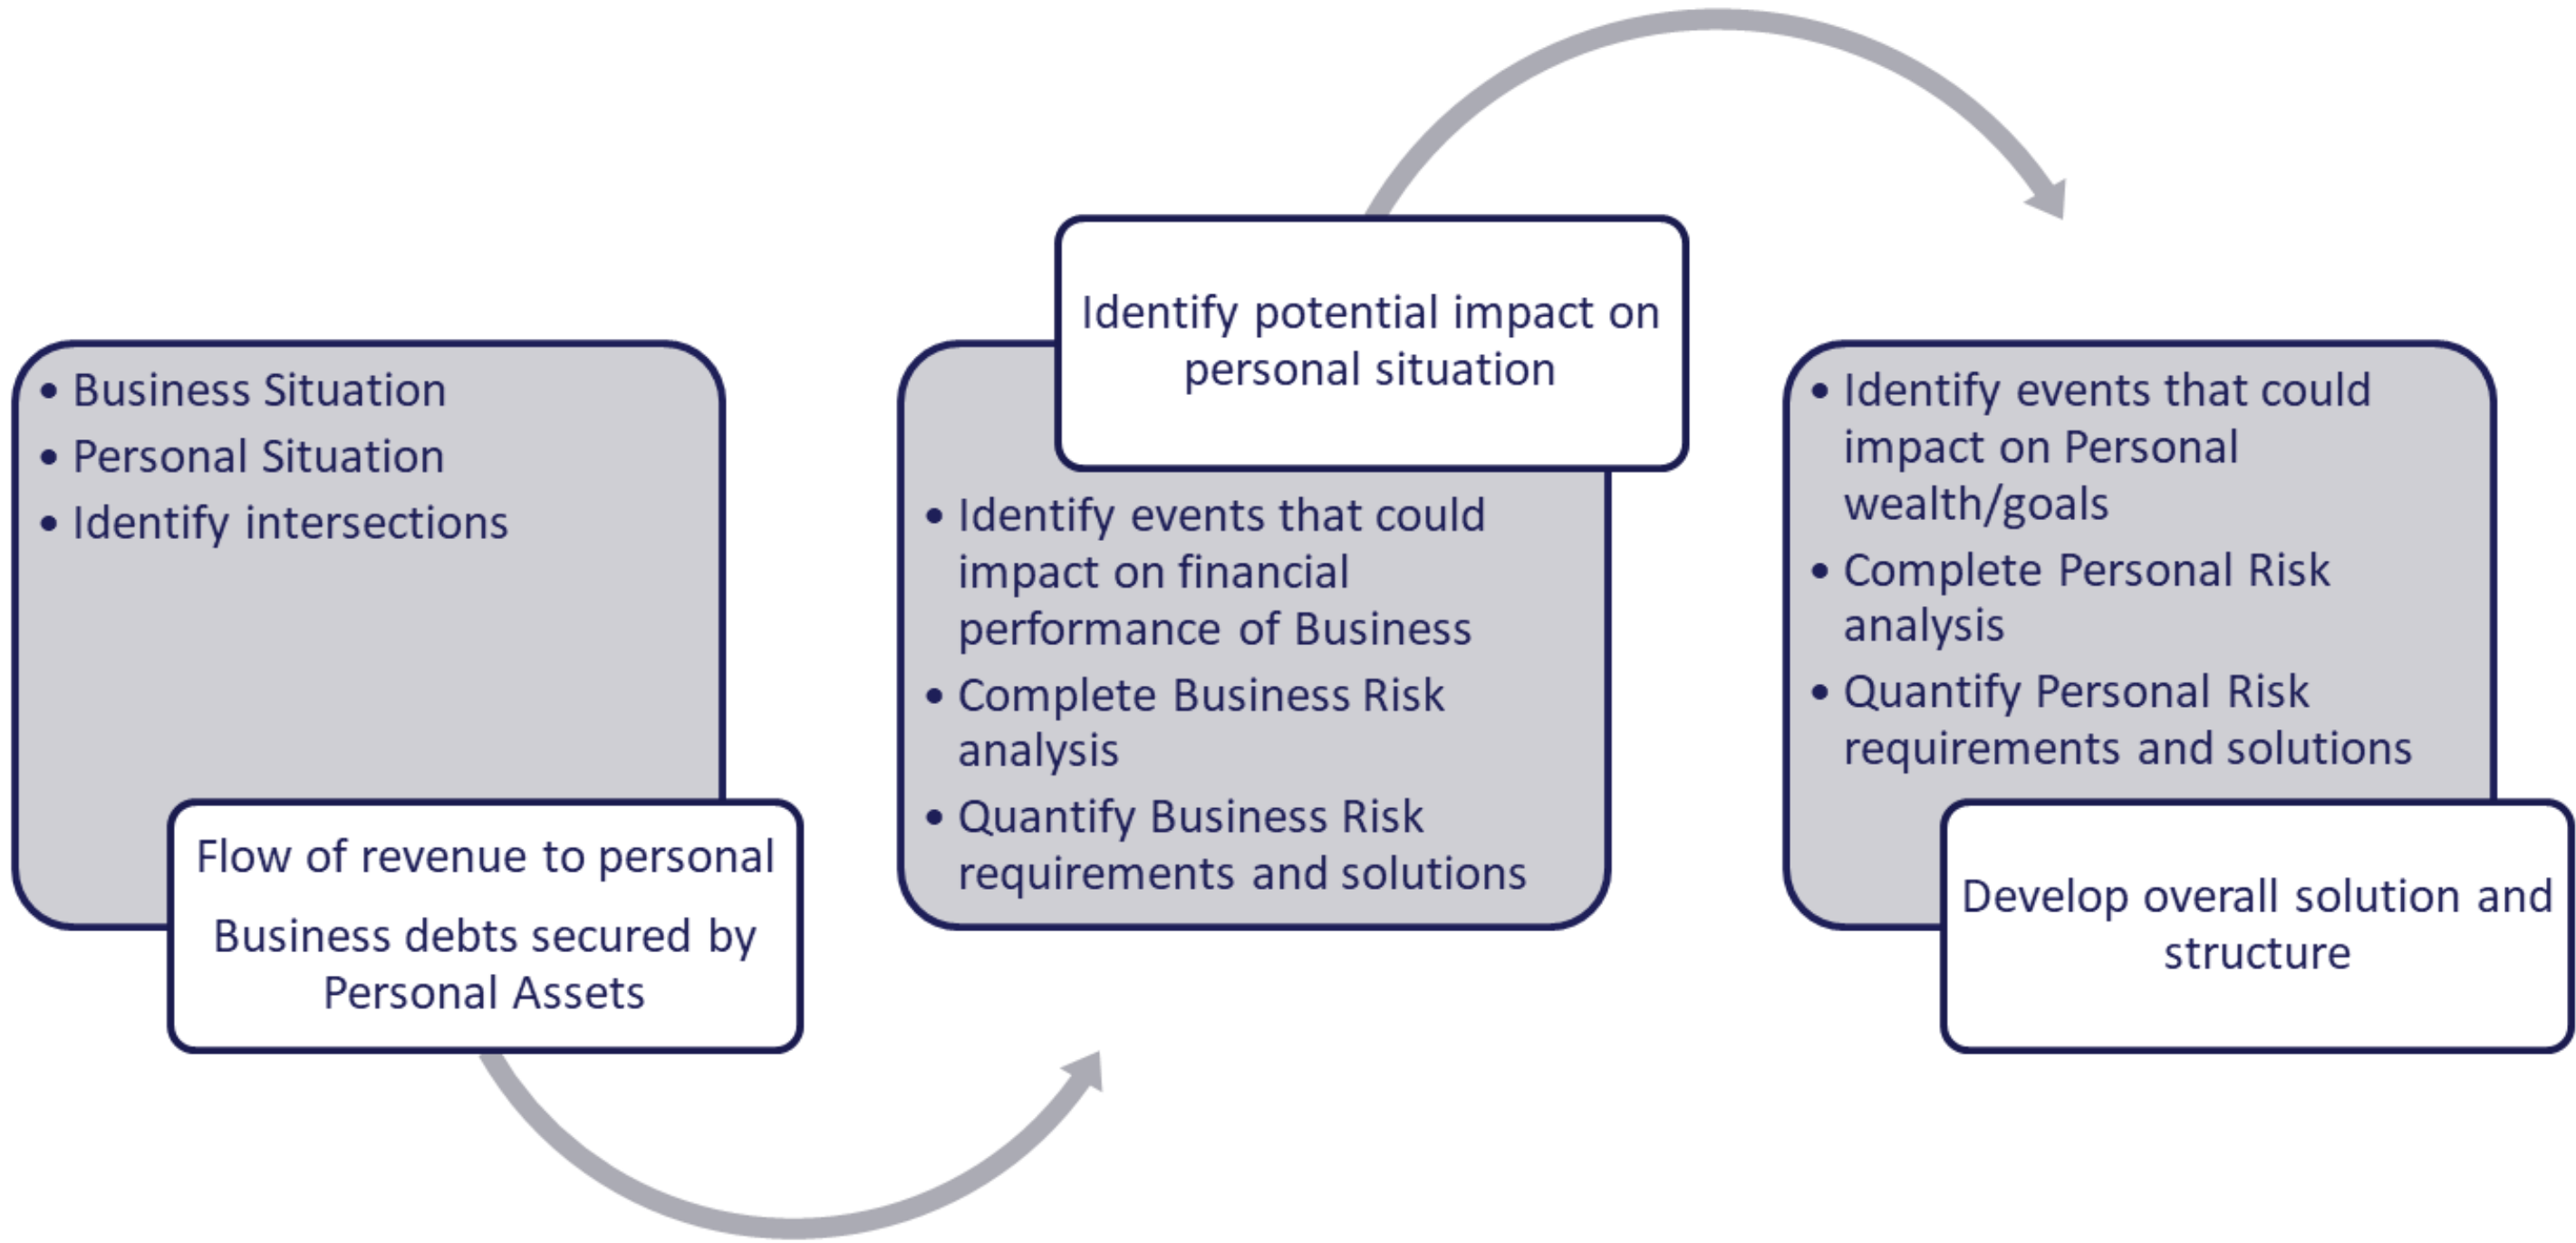 • Business Situation
• Personal Situation
• Identify intersections
Flow of revenue to personal
Business debts secured by
Personal Assets
Identify potential impact on
personal situation
• Identify events that could
impact on financial
performance of Business
• Complete Business Risk
analysis
• Quantify Business Risk
requirements and solutions
• Identify events that could
impact on Personal
wealth/goals
• Complete Personal Risk
analysis
• Quantify Personal Risk
requirements and solutions
Develop overall solution and
structure